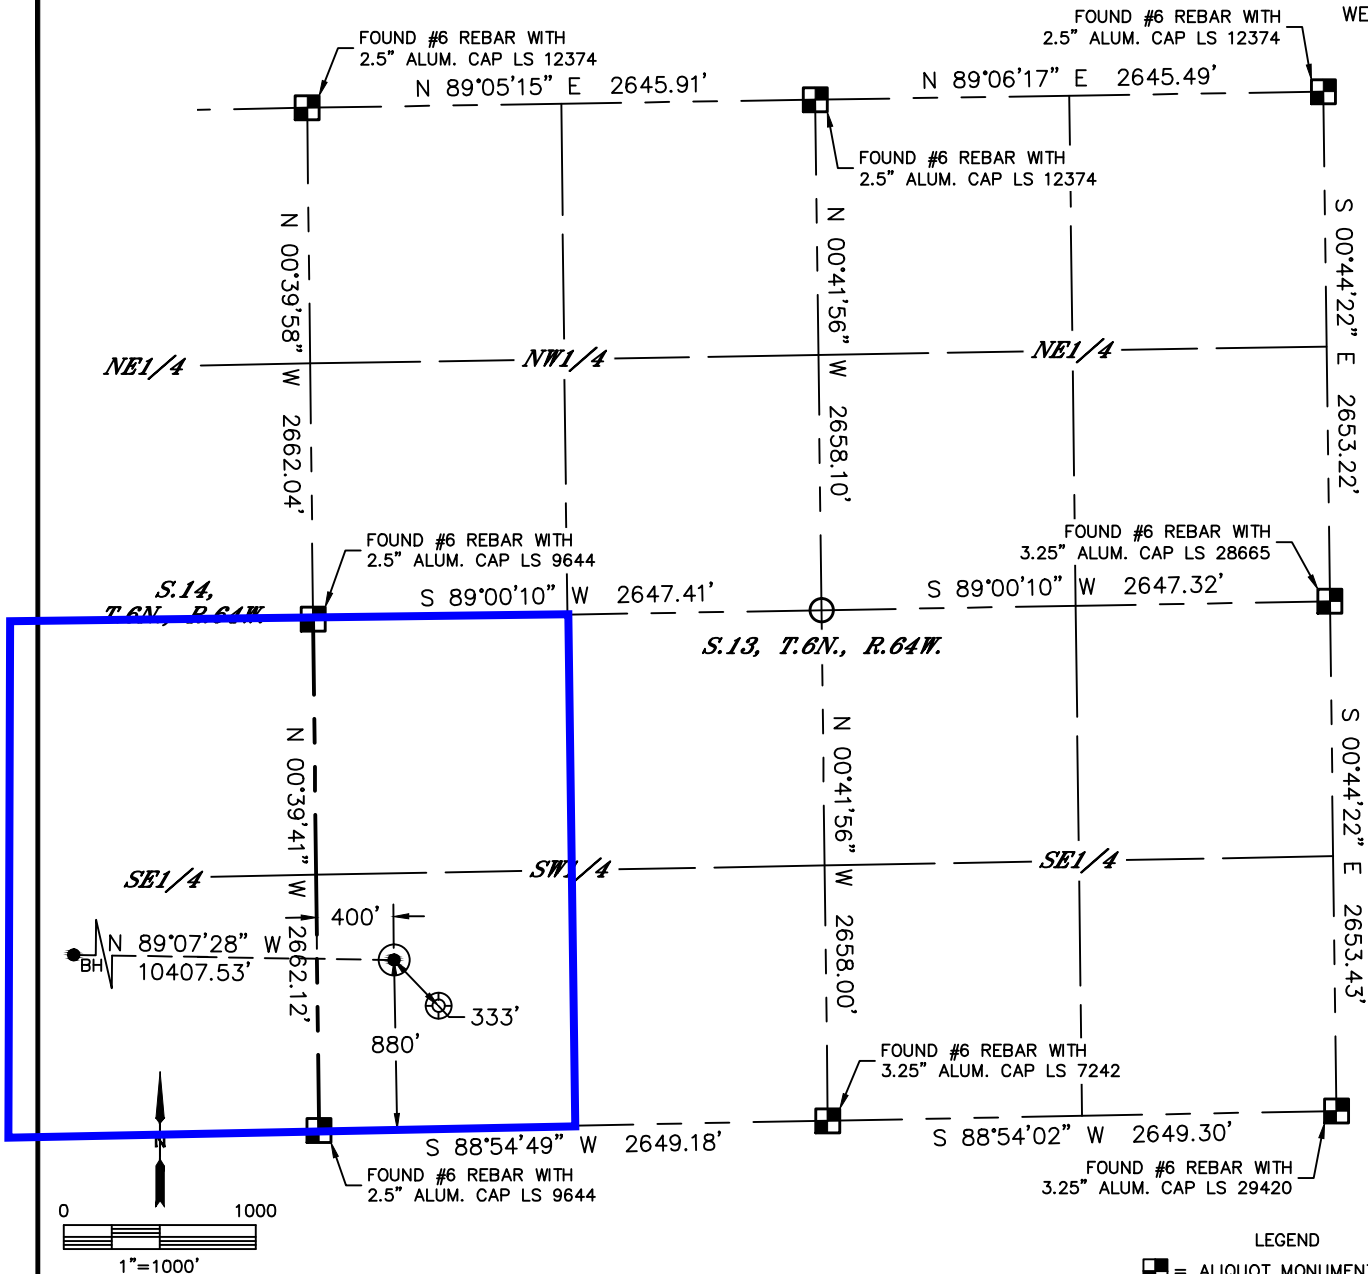 WE
FOUND #6 REBAR WITH
2.5" ALUM. CAP LS 12374
FOUND #6 REBAR WITH
2.5" ALUM. CAP LS 12374
N 89°05'15" E 2645.91'
N 89°06'17" E 2645.49'
FOUND #6 REBAR WITH
2.5" ALUM. CAP LS 12374
N 00°39'58" W 2662.04'
N 00°41'56" W 2658.10'
S 00°44'22" E 2653.22'
NE1/4
NW1/4
NE1/4
FOUND #6 REBAR WITH
2.5" ALUM. CAP LS 9644
FOUND #6 REBAR WITH
3.25" ALUM. CAP LS 28665
S.14,
T.6N., R.64W.
S 89°00'10" W 2647.41'
S 89°00'10" W 2647.32'
S.13, T.6N., R.64W.
N 00°39'41" W 2662.12'
N 00°41'56" W 2658.00'
S 00°44'22" E 2653.43'
SE1/4
SW1/4
SE1/4
400'
N 89°07'28" W
BH
10407.53'
333'
880'
FOUND #6 REBAR WITH
3.25" ALUM. CAP LS 7242
N
S 88°54'49" W 2649.18'
S 88°54'02" W 2649.30'
FOUND #6 REBAR WITH
2.5" ALUM. CAP LS 9644
FOUND #6 REBAR WITH
3.25" ALUM. CAP LS 29420
0 1000
1"=1000'
LEGEND
= ALIQUOT MONUMENT